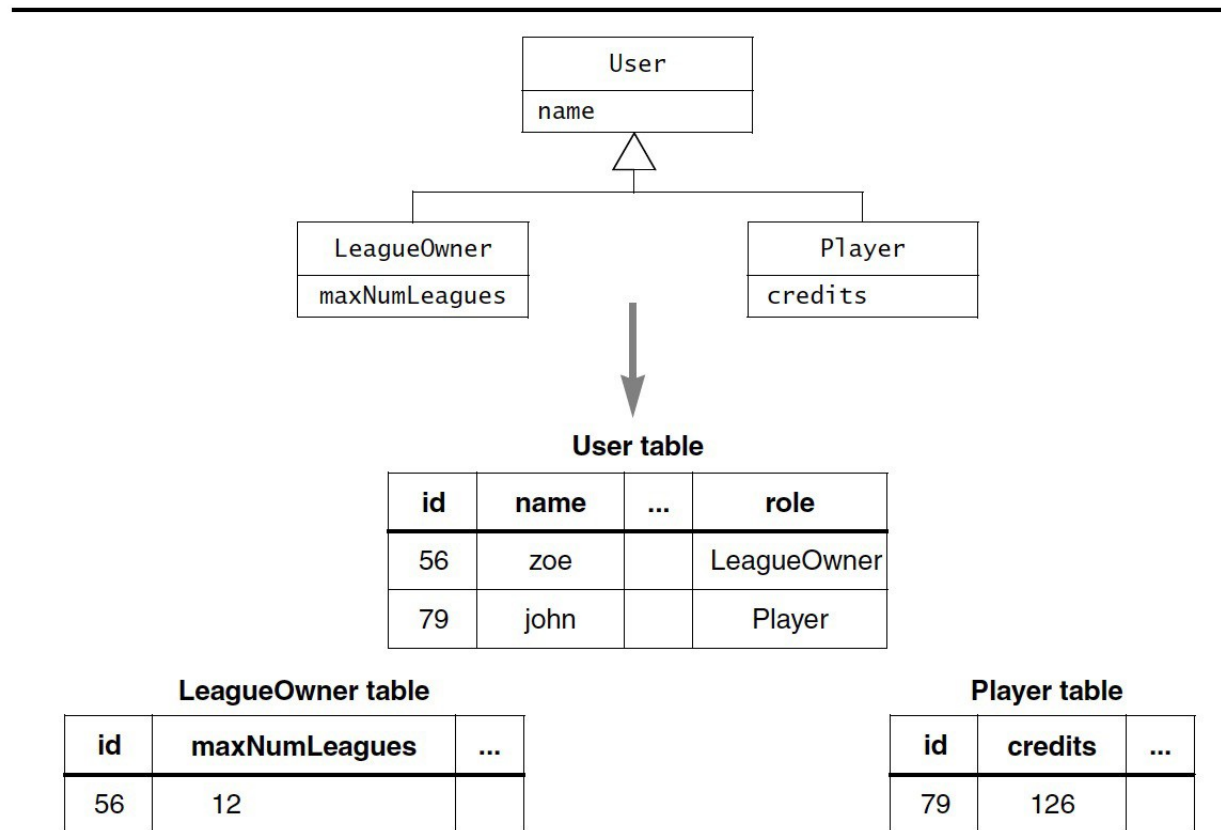 User
name
LeagueOwner
maxNumLeagues
Player
credits
User table
id name ... role
56 zoe LeagueOwner
79 john Player
LeagueOwner table
id maxNumLeagues ...
56 12
Player table
id credits ...
79 126